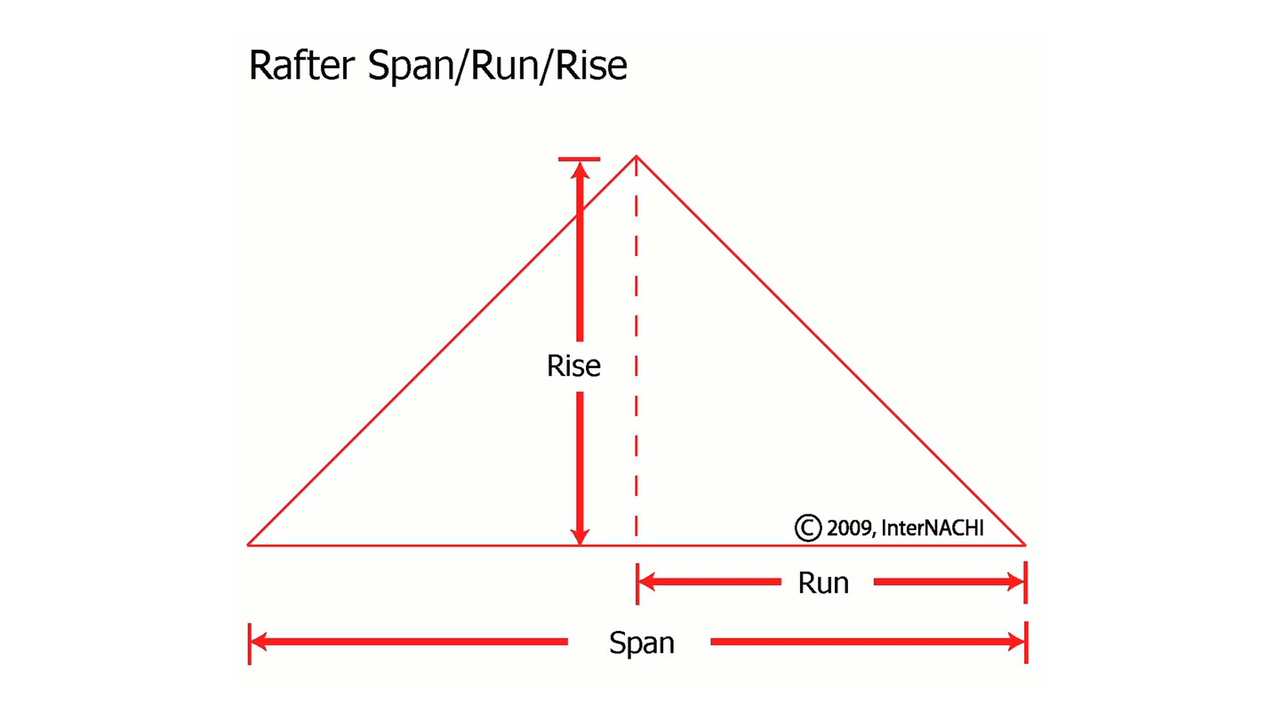 Rafter Span/Run/Rise
Rise
© 2009, InterNACHI
Run
Span